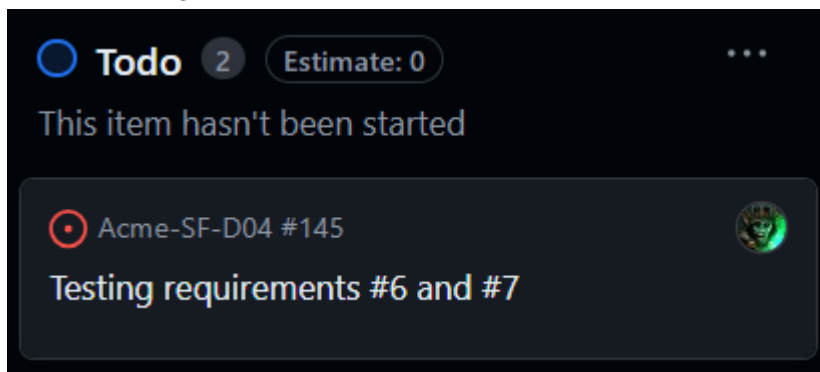 Todo 2 Estimate: 0
This item hasn't been started
Acme-SF-D04 #145
Testing requirements #6 and #7